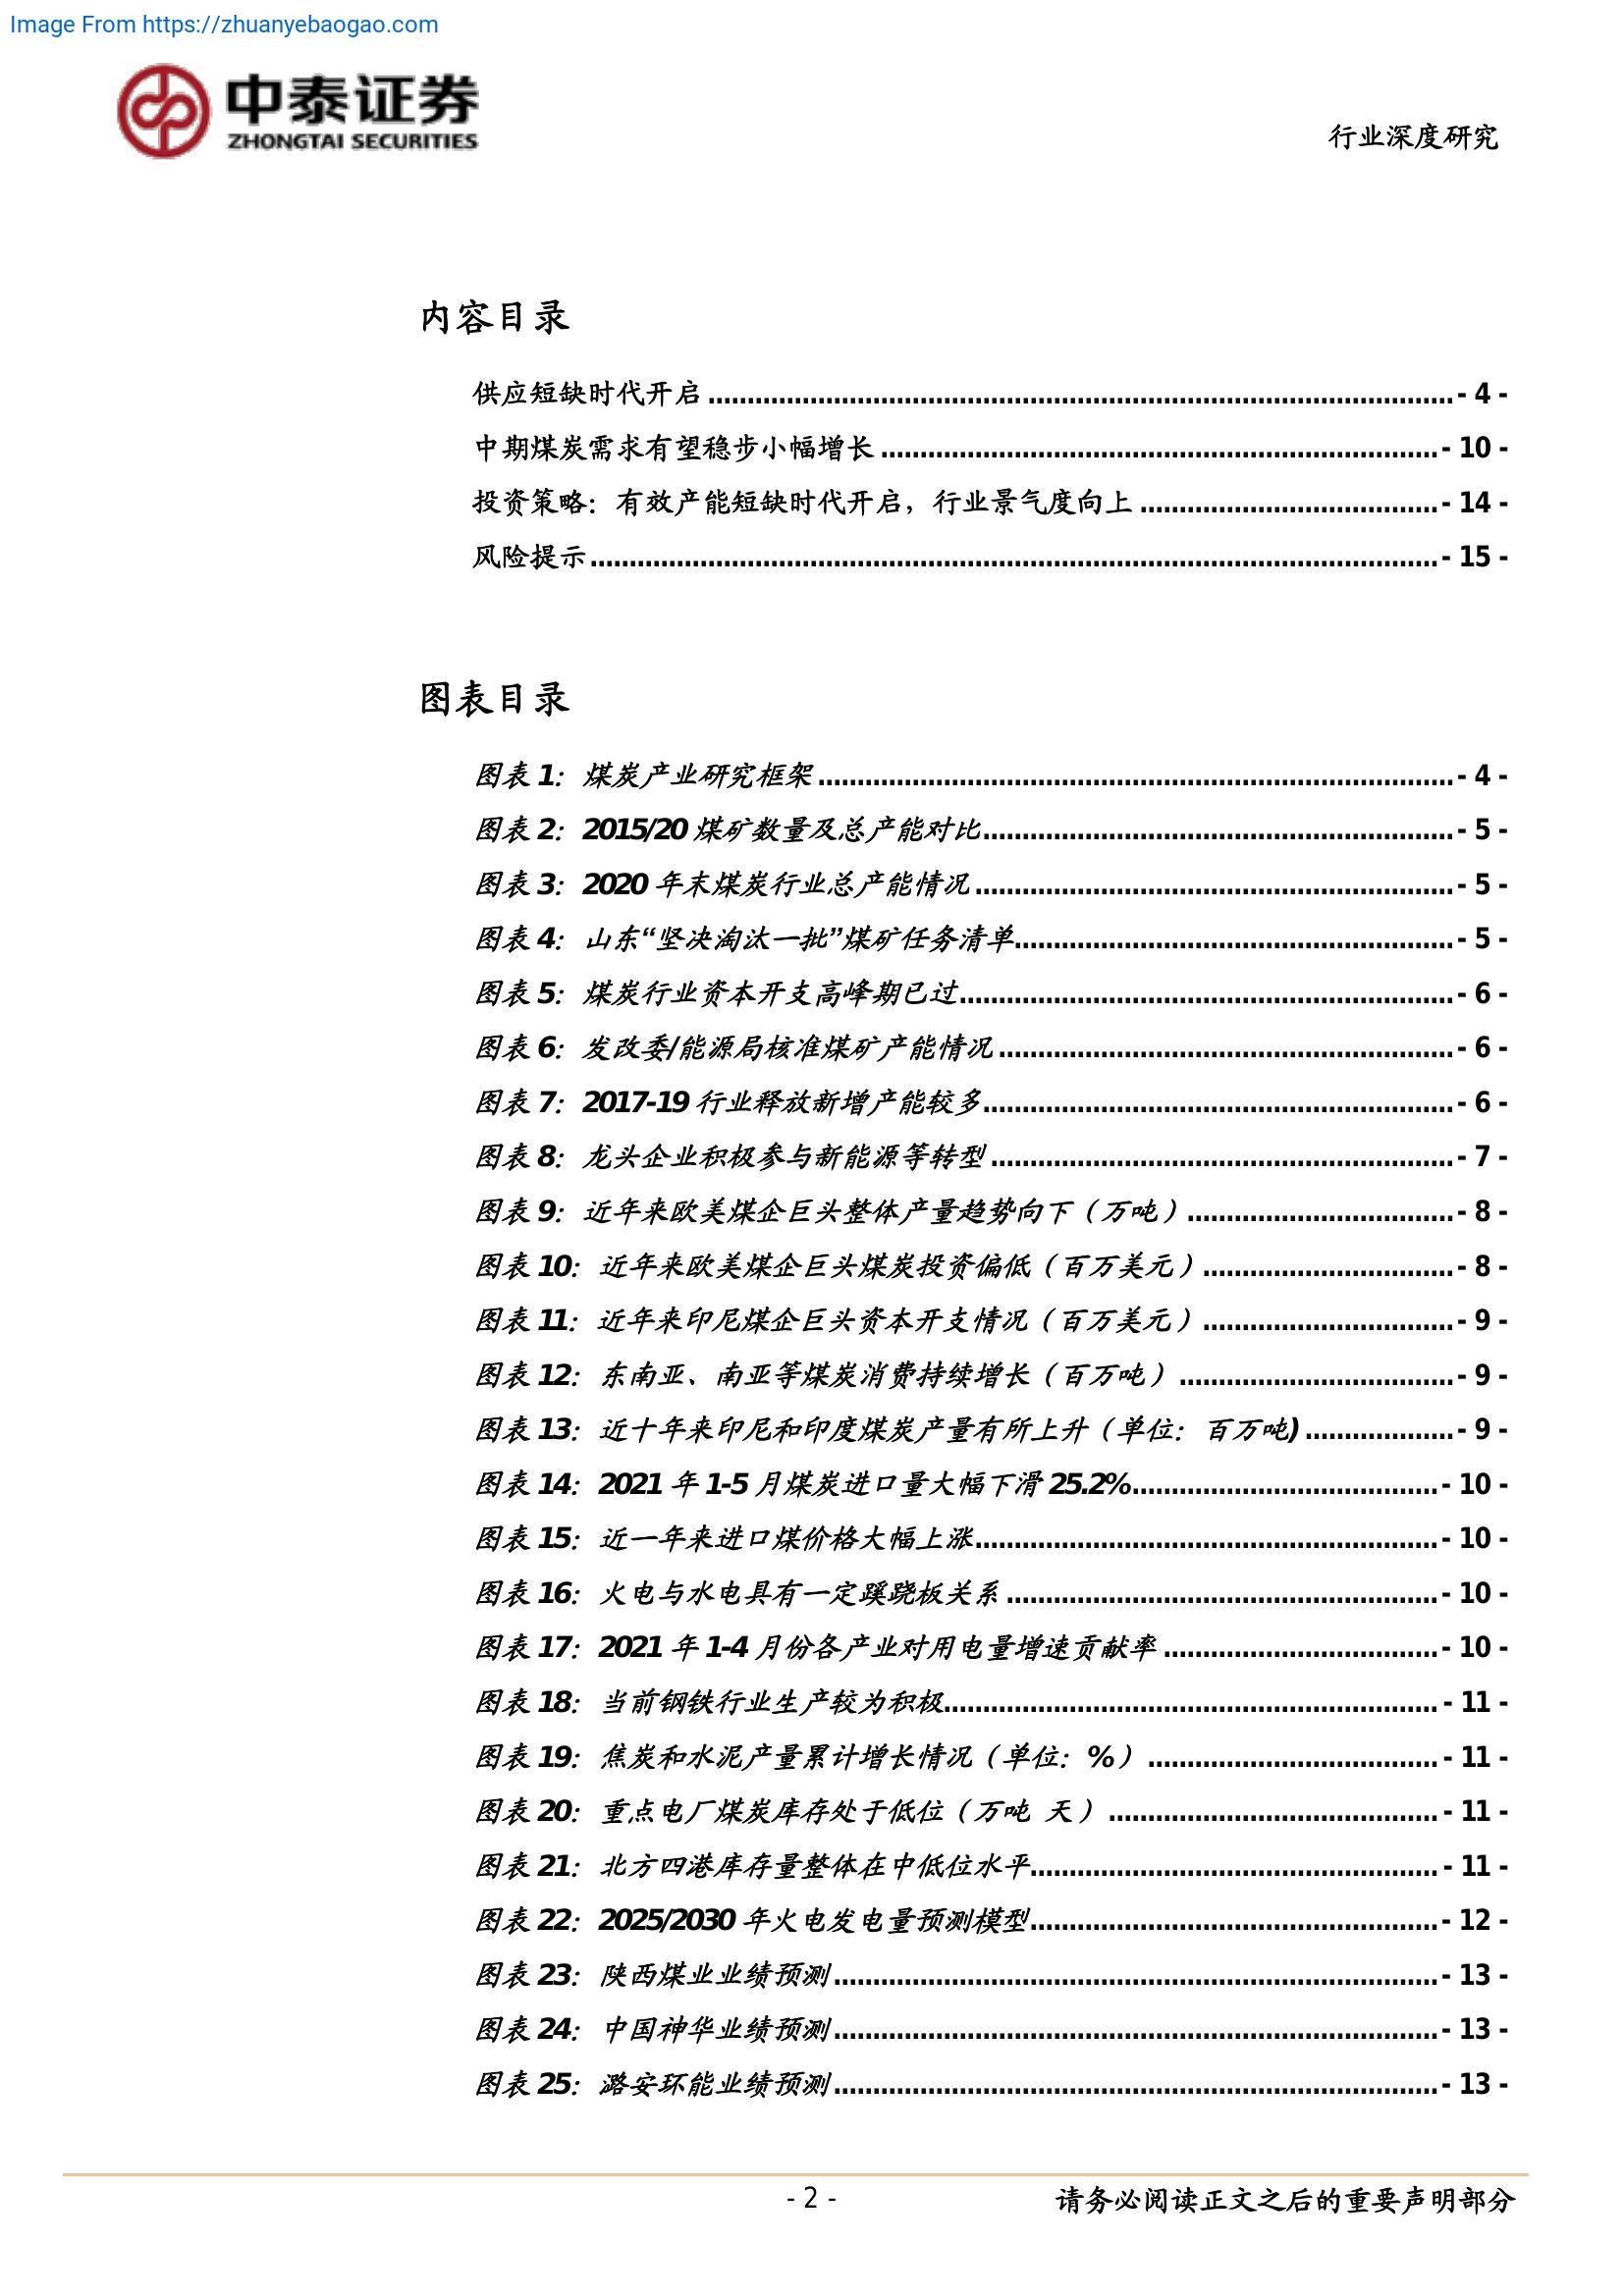 Image From https://zhuanyebaogao.com
中泰证券
ZHONGTAI SECURITIES
行业深度研究
内容目录
供应短缺时代开启 - 4 -
中期煤炭需求有望稳步小幅增长 - 10 -
投资策略：有效产能短缺时代开启，行业景气度向上 - 14 -
风险提示 - 15 -
图表目录
图表 1：煤炭产业研究框架 - 4 -
图表 2：2015/20 煤矿数量及总产能对比 - 5 -
图表 3：2020 年末煤炭行业总产能情况 - 5 -
图表 4：山东“坚决淘汰一批”煤矿任务清单 - 5 -
图表 5：煤炭行业资本开支高峰期已过 - 6 -
图表 6：发改委/能源局核准煤矿产能情况 - 6 -
图表 7：2017-19 行业释放新增产能较多 - 6 -
图表 8：龙头企业积极参与新能源等转型 - 7 -
图表 9：近年来欧美煤企巨头整体产量趋势向下（万吨） - 8 -
图表 10：近年来欧美煤企巨头煤炭投资偏低（百万美元） - 8 -
图表 11：近年来印尼煤企巨头资本开支情况（百万美元） - 9 -
图表 12：东南亚、南亚等煤炭消费持续增长（百万吨） - 9 -
图表 13：近十年来印尼和印度煤炭产量有所上升（单位：百万吨) - 9 -
图表 14：2021 年 1-5 月煤炭进口量大幅下滑 25.2% - 10 -
图表 15：近一年来进口煤价格大幅上涨 - 10 -
图表 16：火电与水电具有一定蹊跷板关系 - 10 -
图表 17：2021 年 1-4 月份各产业对用电量增速贡献率 - 10 -
图表 18：当前钢铁行业生产较为积极 - 11 -
图表 19：焦炭和水泥产量累计增长情况（单位：%） - 11 -
图表 20：重点电厂煤炭库存处于低位（万吨 天） - 11 -
图表 21：北方四港库存量整体在中低位水平 - 11 -
图表 22：2025/2030 年火电发电量预测模型 - 12 -
图表 23：陕西煤业业绩预测 - 13 -
图表 24：中国神华业绩预测 - 13 -
图表 25：潞安环能业绩预测 - 13 -
- 2 -
请务必阅读正文之后的重要声明部分